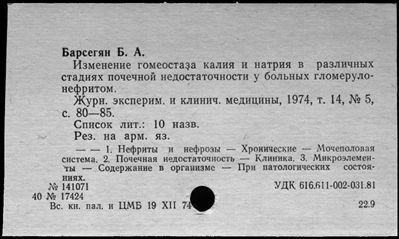 Барсегян Б. А.
Изменение гомеостаза калия и натрия в различных
стадиях почечной недостаточности у больных гломеруло-
нефритом.
Журн. эксперим. и клинич. медицины, 1974, т. 14, № 5,
с. 80—85.
Список лит.: 10 назв.
Рез. на арм. яз.
— — 1. Нефриты и нефрозы — Хронические — Мочеполовая
система. 2. Почечная недостаточность — Клиника. 3. Микроэлемен-
ты — Содержание в организме — При патологических состоя-
ниях.
№ 141071 УДК 616.611-002-031.81
40 № 17424
Вс. кн. пал. и ЦМБ 19 XII 74 22.9